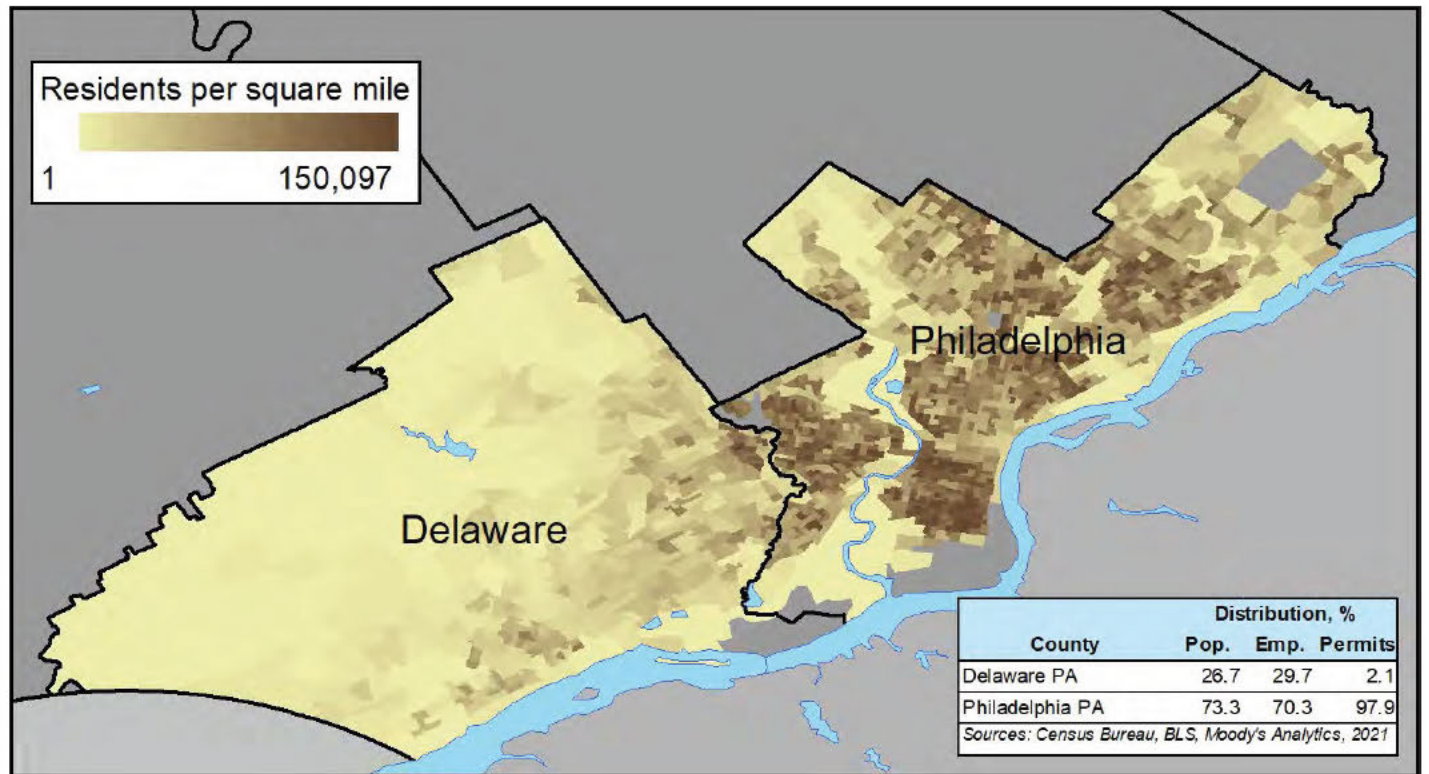 Residents per square mile
1 150,097
Philadelphia
Delaware
Distribution, %
County Pop. Emp. Permits
Delaware PA 26.7 29.7 2.1
Philadelphia PA 73.3 70.3 97.9
Sources: Census Bureau, BLS, Moody's Analytics, 2021